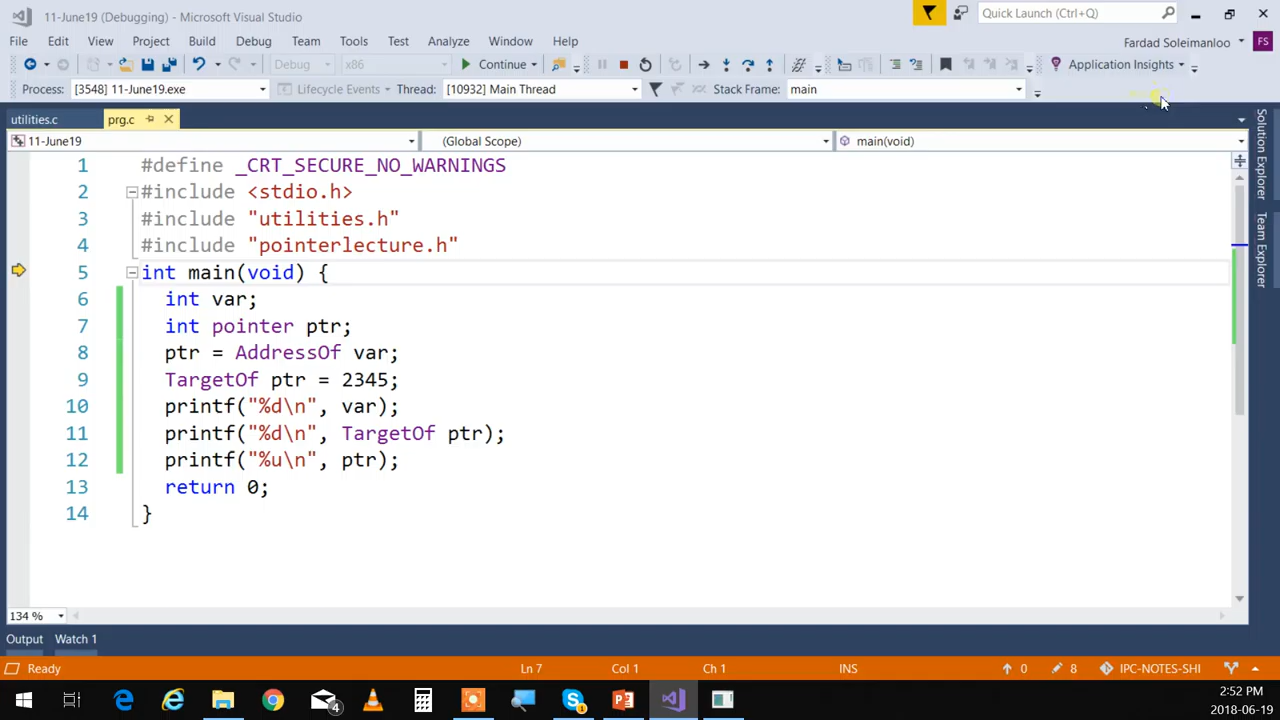 11-June19 (Debugging) - Microsoft Visual Studio
Quick Launch (Ctrl+Q)
File Edit View Project Build Debug Team Tools Test Analyze Window Help
Fardad Soleimanloo FS
Debug x86 Continue Application Insights
Process: [3548] 11-June19.exe Lifecycle Events Thread: [10932] Main Thread Stack Frame: main
utilities.c prg.c
11-June19 (Global Scope) main(void)
1 #define _CRT_SECURE_NO_WARNINGS
2 #include <stdio.h>
3 #include "utilities.h"
4 #include "pointerlecture.h"
5 int main(void) {
6 int var;
7 int pointer ptr;
8 ptr = AddressOf var;
9 TargetOf ptr = 2345;
10 printf("%d\n", var);
11 printf("%d\n", TargetOf ptr);
12 printf("%u\n", ptr);
13 return 0;
14 }
Solution Explorer
Team Explorer
134 %
Output Watch 1
Ready Ln 7 Col 1 Ch 1 INS 0 8 IPC-NOTES-SHI
4
1
2:52 PM
2018-06-19